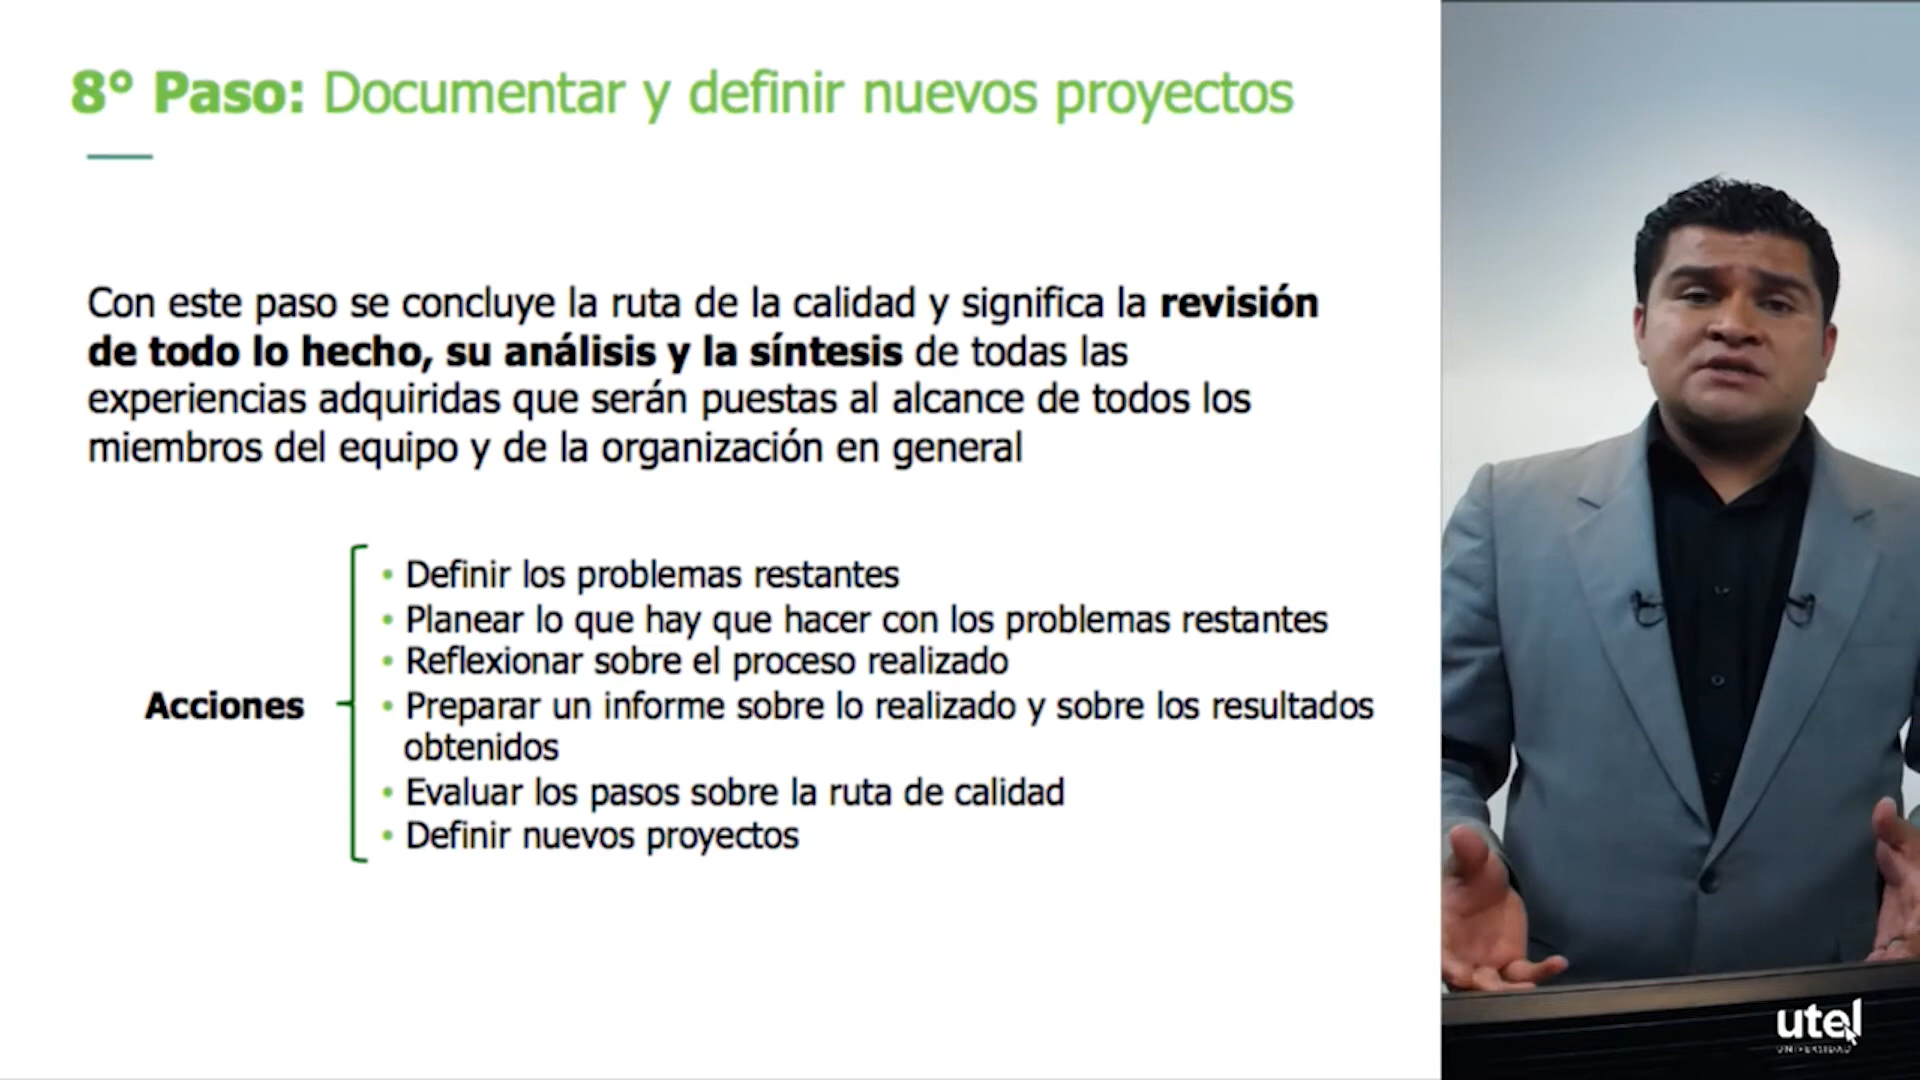 8° Paso: Documentar y definir nuevos proyectos
Con este paso se concluye la ruta de la calidad y significa la revisión
de todo lo hecho, su análisis y la síntesis de todas las
experiencias adquiridas que serán puestas al alcance de todos los
miembros del equipo y de la organización en general
Acciones
• Definir los problemas restantes
• Planear lo que hay que hacer con los problemas restantes
• Reflexionar sobre el proceso realizado
• Preparar un informe sobre lo realizado y sobre los resultados
obtenidos
• Evaluar los pasos sobre la ruta de calidad
• Definir nuevos proyectos
utel
UNIVERSIDAD